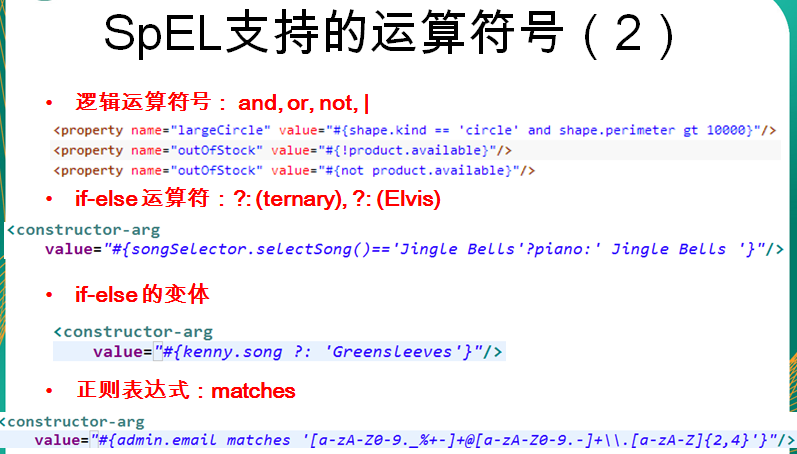 SpEL支持的运算符号（2）
• 逻辑运算符号： and, or, not, |
<property name="largeCircle" value="#{shape.kind == 'circle' and shape.perimeter gt 10000}"/>
<property name="outOfStock" value="#{!product.available}"/>
<property name="outOfStock" value="#{not product.available}"/>
• if-else 运算符：?: (ternary), ?: (Elvis)
<constructor-arg
value="#{songSelector.selectSong()=='Jingle Bells'?piano:' Jingle Bells '}"/>
• if-else 的变体
<constructor-arg
value="#{kenny.song ?: 'Greensleeves'}"/>
• 正则表达式：matches
<constructor-arg
value="#{admin.email matches '[a-zA-Z0-9._%+-]+@[a-zA-Z0-9.-]+\\.[a-zA-Z]{2,4}'}"/>